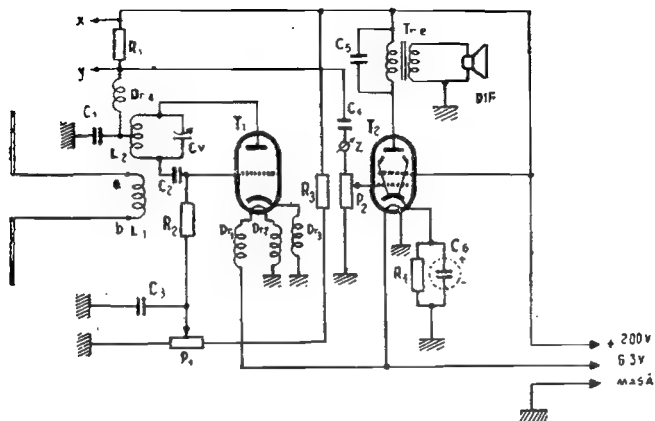 x
R₁
y
Dr₄
C₁
L₂
Cv
C₂
T₁
a
b L₁
R₂
Dr₁
Dr₂
Dr₃
C₃
P₁
R₃
C₅
Tre
Dif
C₄
Z
T₂
P₂
R₄
C₆
+
-
+ 200V
6.3V
masă